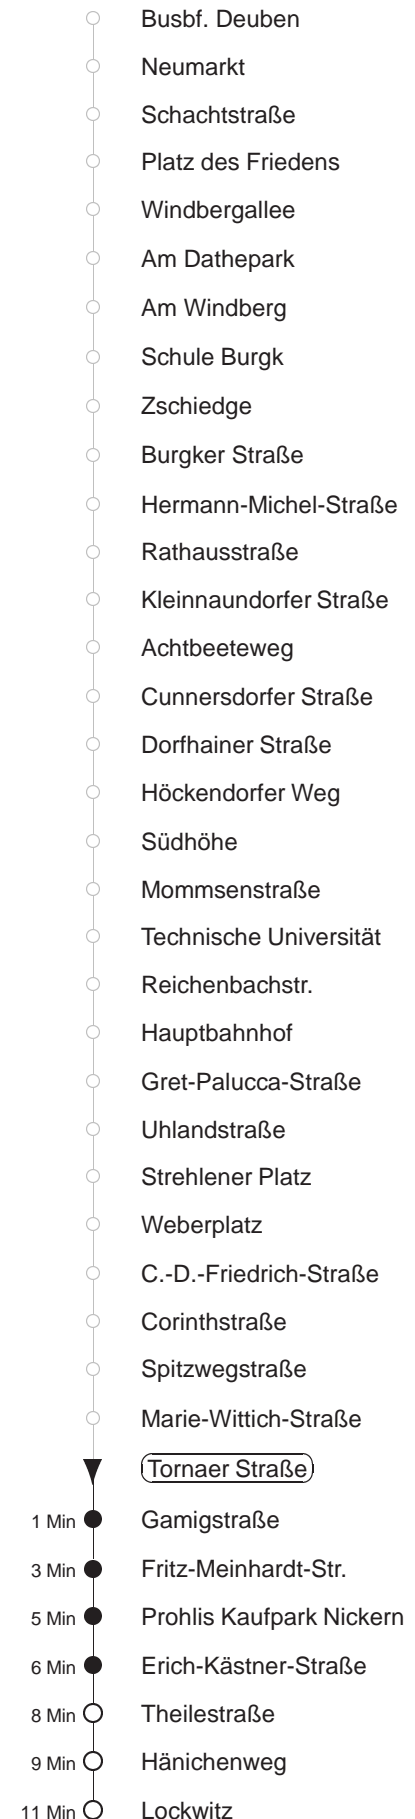 Busbf. Deuben
Neumarkt
Schachtstraße
Platz des Friedens
Windbergallee
Am Dathepark
Am Windberg
Schule Burgk
Zschiedge
Burgker Straße
Hermann-Michel-Straße
Rathausstraße
Kleinnaundorfer Straße
Achtbeeteweg
Cunnersdorfer Straße
Dorfhainer Straße
Höckendorfer Weg
Südhöhe
Mommsenstraße
Technische Universität
Reichenbachstr.
Hauptbahnhof
Gret-Palucca-Straße
Uhlandstraße
Strehlener Platz
Weberplatz
C.-D.-Friedrich-Straße
Corinthstraße
Spitzwegstraße
Marie-Wittich-Straße
Tornaer Straße
1 Min Gamigstraße
3 Min Fritz-Meinhardt-Str.
5 Min Prohlis Kaufpark Nickern
6 Min Erich-Kästner-Straße
8 Min Theilestraße
9 Min Hänichenweg
11 Min Lockwitz